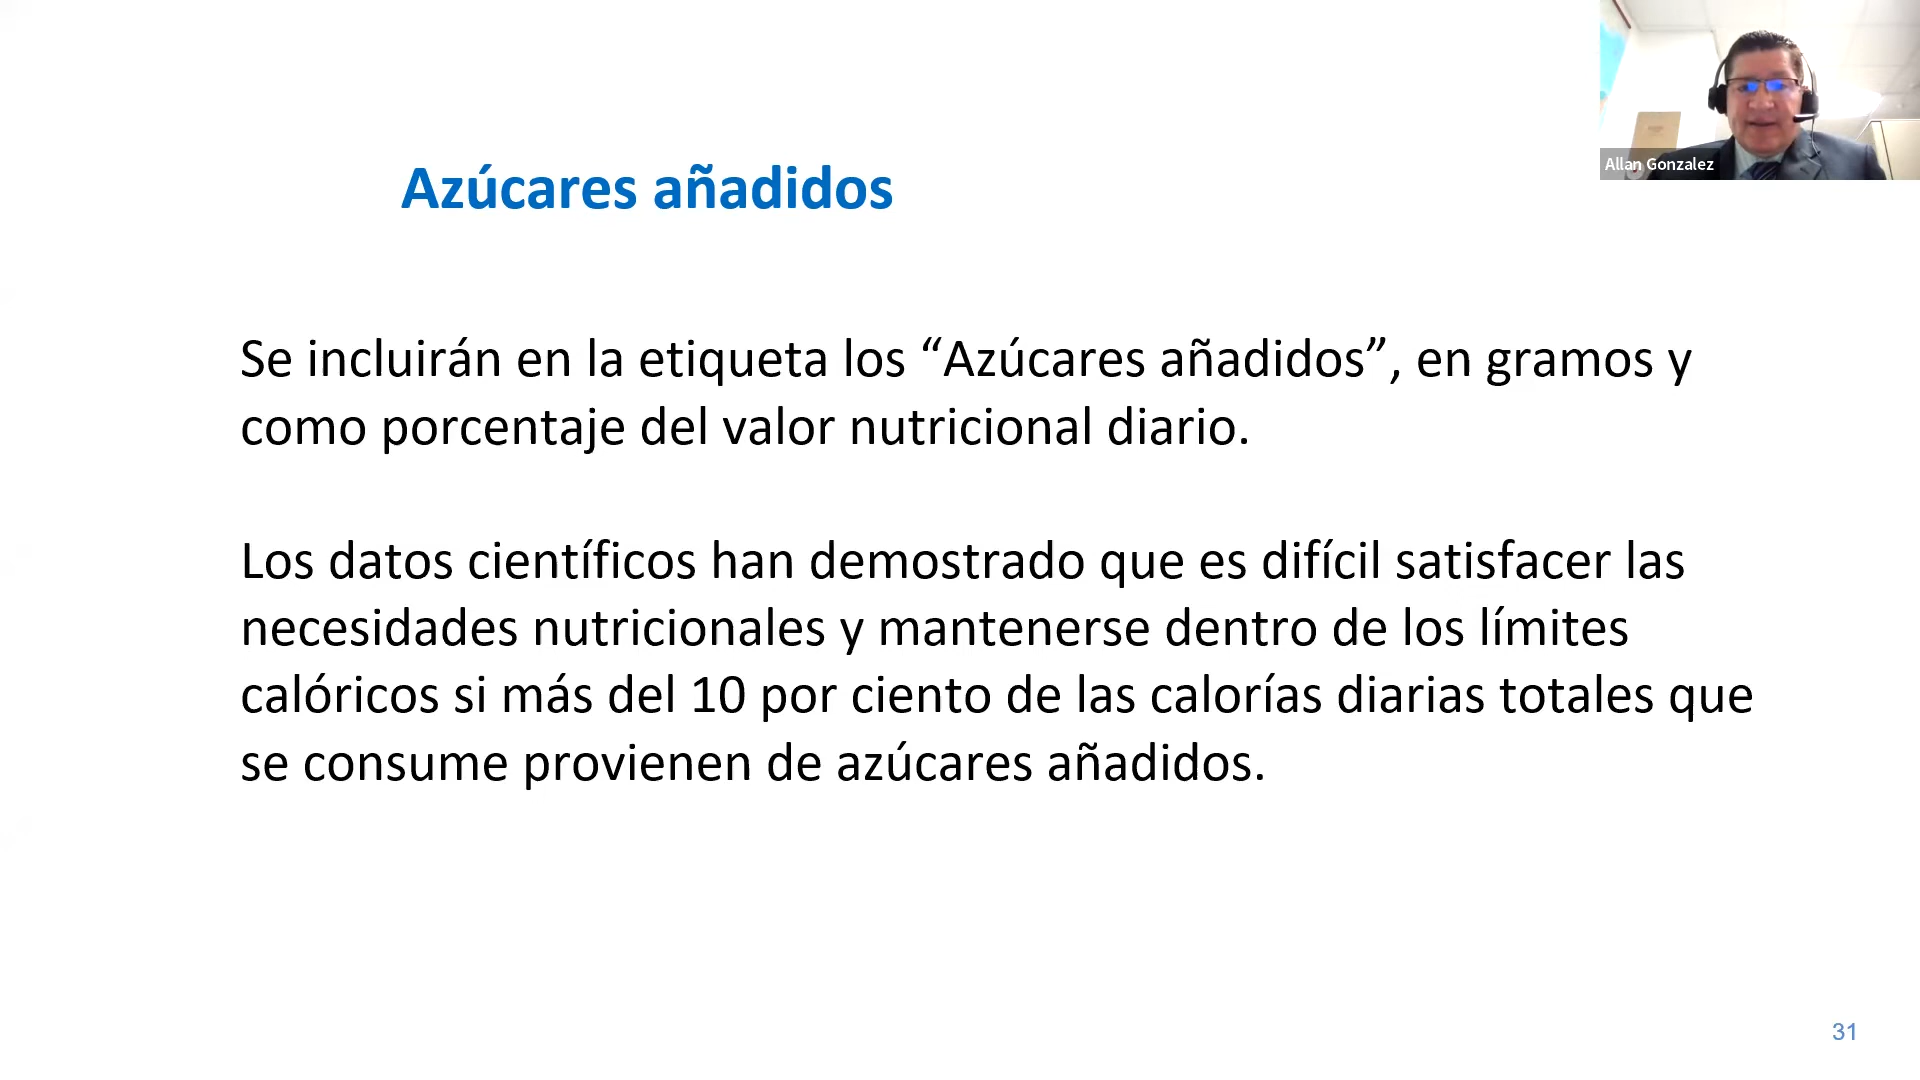 Allan Gonzalez
Azúcares añadidos
Se incluirán en la etiqueta los “Azúcares añadidos”, en gramos y
como porcentaje del valor nutricional diario.
Los datos científicos han demostrado que es difícil satisfacer las
necesidades nutricionales y mantenerse dentro de los límites
calóricos si más del 10 por ciento de las calorías diarias totales que
se consume provienen de azúcares añadidos.
31